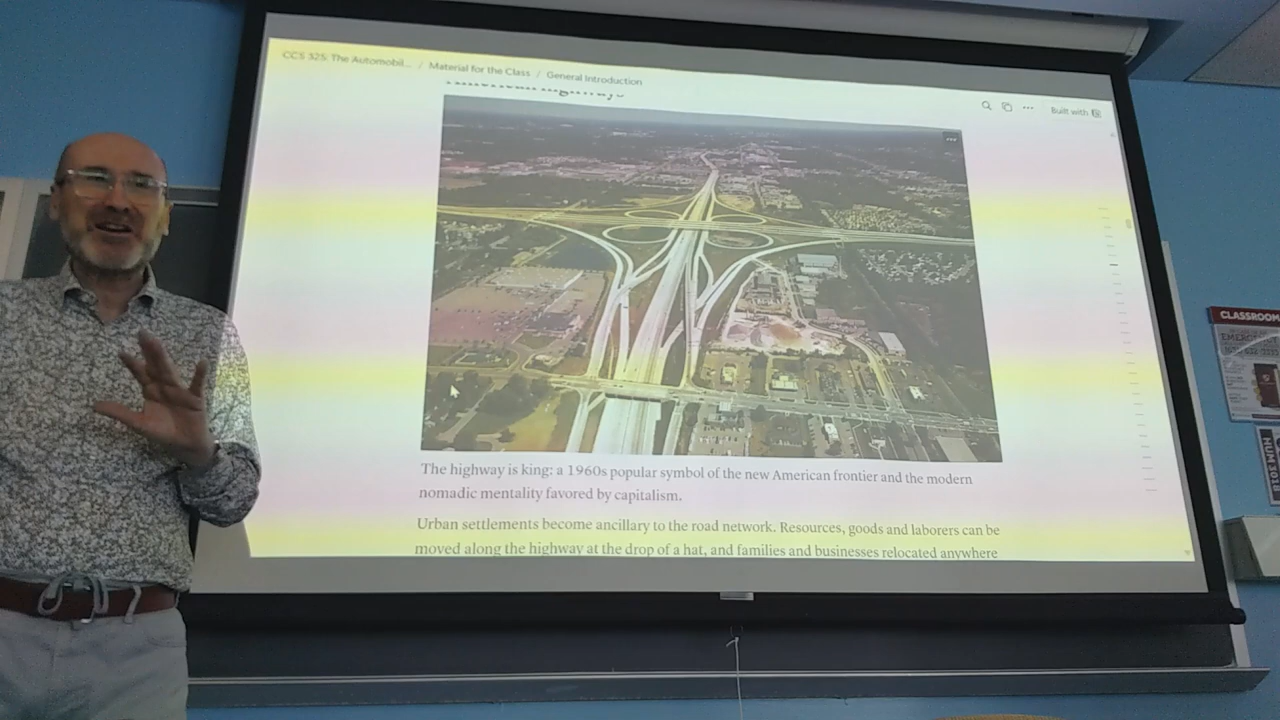 CCS 325: The Automobil... / Material for the Class / General Introduction
Built with
The highway is king: a 1960s popular symbol of the new American frontier and the modern
nomadic mentality favored by capitalism.
Urban settlements become ancillary to the road network. Resources, goods and laborers can be
moved along the highway at the drop of a hat, and families and businesses relocated anywhere
CLASSROOM